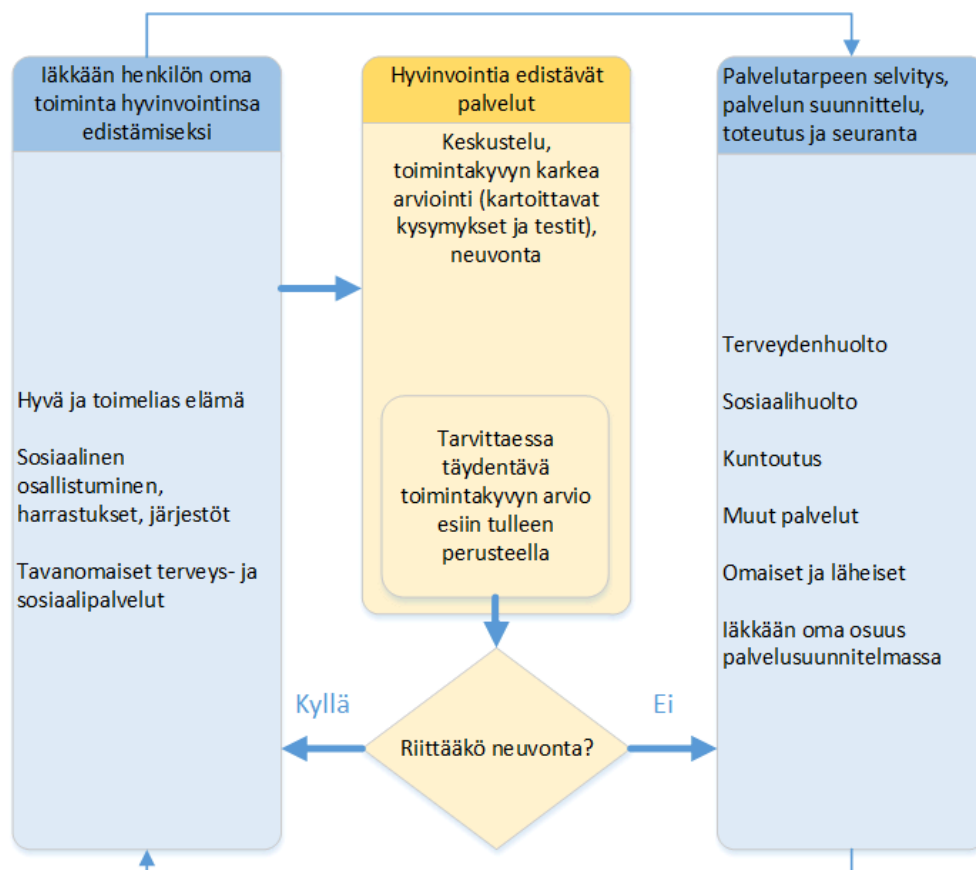 Iäkkään henkilön oma
toiminta hyvinvointinsa
edistämiseksi
Hyvä ja toimelias elämä
Sosiaalinen
osallistuminen,
harrastukset, järjestöt
Tavanomaiset terveys- ja
sosiaalipalvelut
Hyvinvointia edistävät
palvelut
Keskustelu,
toimintakyvyn karkea
arviointi (kartoittavat
kysymykset ja testit),
neuvonta
Tarvittaessa
täydentävä
toimintakyvyn arvio
esiin tulleen
perusteella
Kyllä
Riittääkö neuvonta?
Ei
Palvelutarpeen selvitys,
palvelun suunnittelu,
toteutus ja seuranta
Terveydenhuolto
Sosiaalihuolto
Kuntoutus
Muut palvelut
Omaiset ja läheiset
Iäkkään oma osuus
palvelusuunnitelmassa